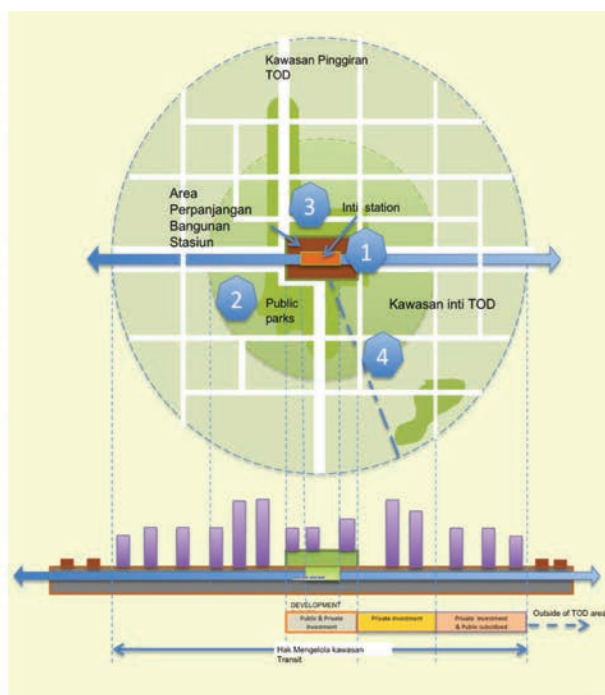 Kawasan Pinggiran
TOD
Area
Perpanjangan
Bangunan
Stasiun
3
Inti station
1
2
Public
parks
Kawasan inti TOD
4
DEVELOPMENT
Public & Private
Investment
Private Investment
Private Investment
& Public subsidized
Outside of TOD area
Hak Mengelola kawasan
Transit